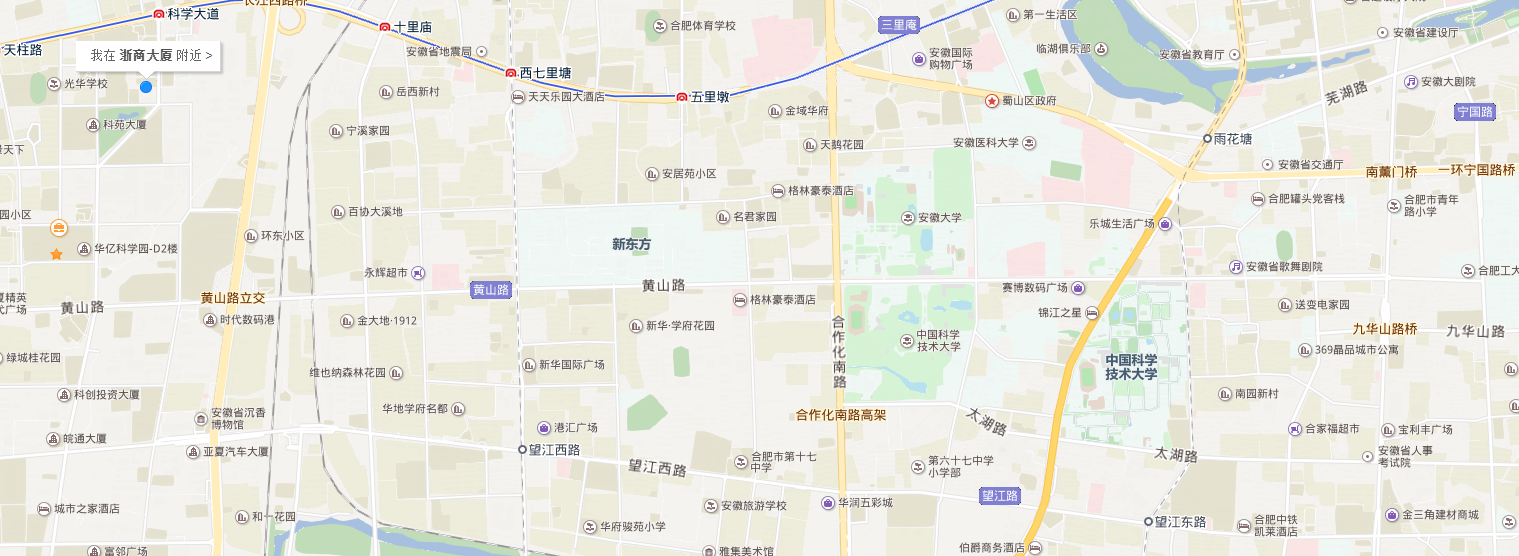 长江西路桥
科学大道
十里庙
三里庵
第一生活区
安徽省建设厅
天柱路
我在 浙商大厦 附近 >
安徽省地震局
合肥体育学校
安徽国际
购物广场
临湖俱乐部
安徽省教育厅
光华学校
西七里塘
岳西新村
天天乐园大酒店
五里墩
金域华府
蜀山区政府
芜湖路
安徽大剧院
宁国路
科苑大厦
宁溪家园
天鹅花园
安徽医科大学
雨花塘
景天下
安居苑小区
安徽省交通厅
南薰门桥
一环宁国路桥
格林豪泰酒店
合肥罐头党客栈
合肥市青年
路小学
园小区
百协大溪地
名君家园
安徽大学
乐城生活广场
华亿科学园-D2楼
环东小区
新东方
永辉超市
安徽省歌舞剧院
合肥工大
黄山路
黄山路
赛博数码广场
夏精英
代广场
黄山路
黄山路立交
格林豪泰酒店
送变电家园
时代数码港
金大地·1912
新华·学府花园
合作化南路
锦江之星
中国科学
技术大学
九华山路桥
九华山路
绿城桂花园
369晶品城市公寓
新华国际广场
中国科学
技术大学
维也纳森林花园
科创投资大厦
南园新村
安徽省沉香
博物馆
华地学府名都
合作化南路高架
太湖路
港汇广场
合家福超市
宝利丰广场
皖通大厦
亚夏汽车大厦
望江西路
望江西路
合肥市第十七
中学
第六十七中学
小学部
太湖路
安徽省人事
考试院
望江路
城市之家酒店
和一花园
安徽旅游学校
华润五彩城
华府骏苑小学
望江东路
合肥中铁
凯莱酒店
金三角建材商城
富邻广场
雅集美术馆
伯爵商务酒店